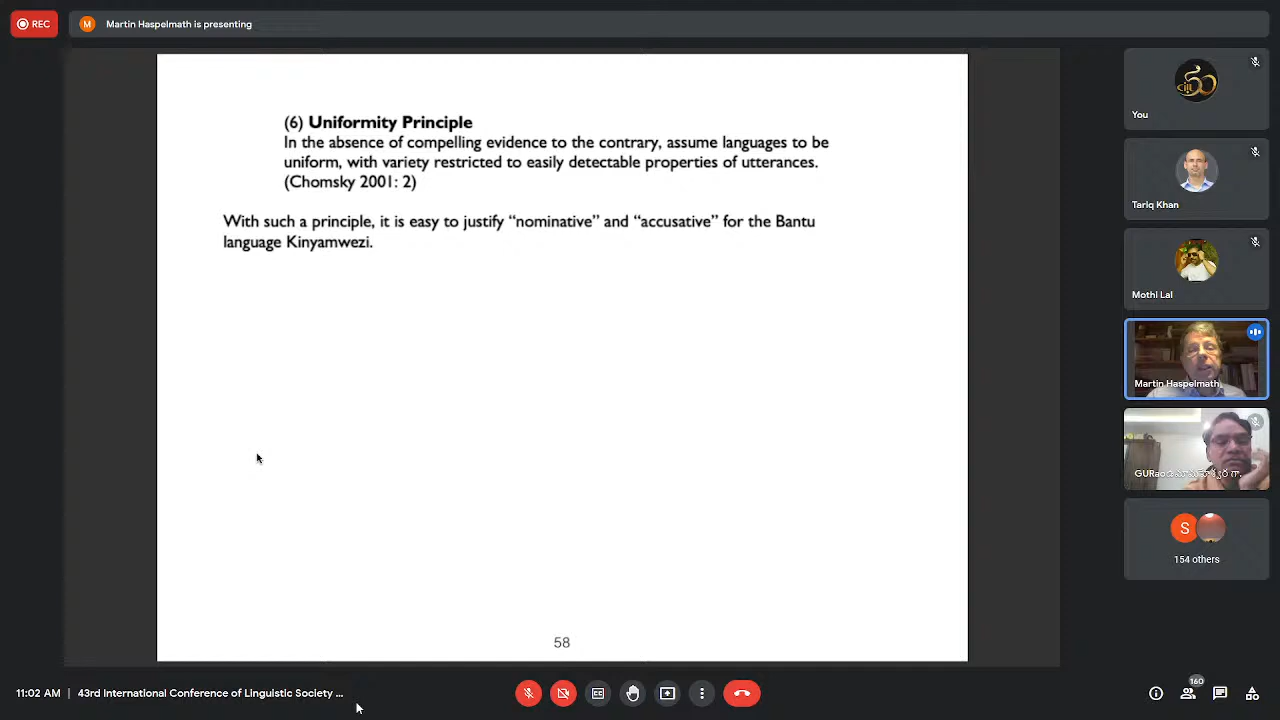 REC
M
Martin Haspelmath is presenting
(6) Uniformity Principle
In the absence of compelling evidence to the contrary, assume languages to be
uniform, with variety restricted to easily detectable properties of utterances.
(Chomsky 2001: 2)
With such a principle, it is easy to justify “nominative” and “accusative” for the Bantu
language Kinyamwezi.
58
You
Tariq Khan
Mothi Lal
Martin Haspelmath
S
154 others
11:02 AM | 43rd International Conference of Linguistic Society ...
160